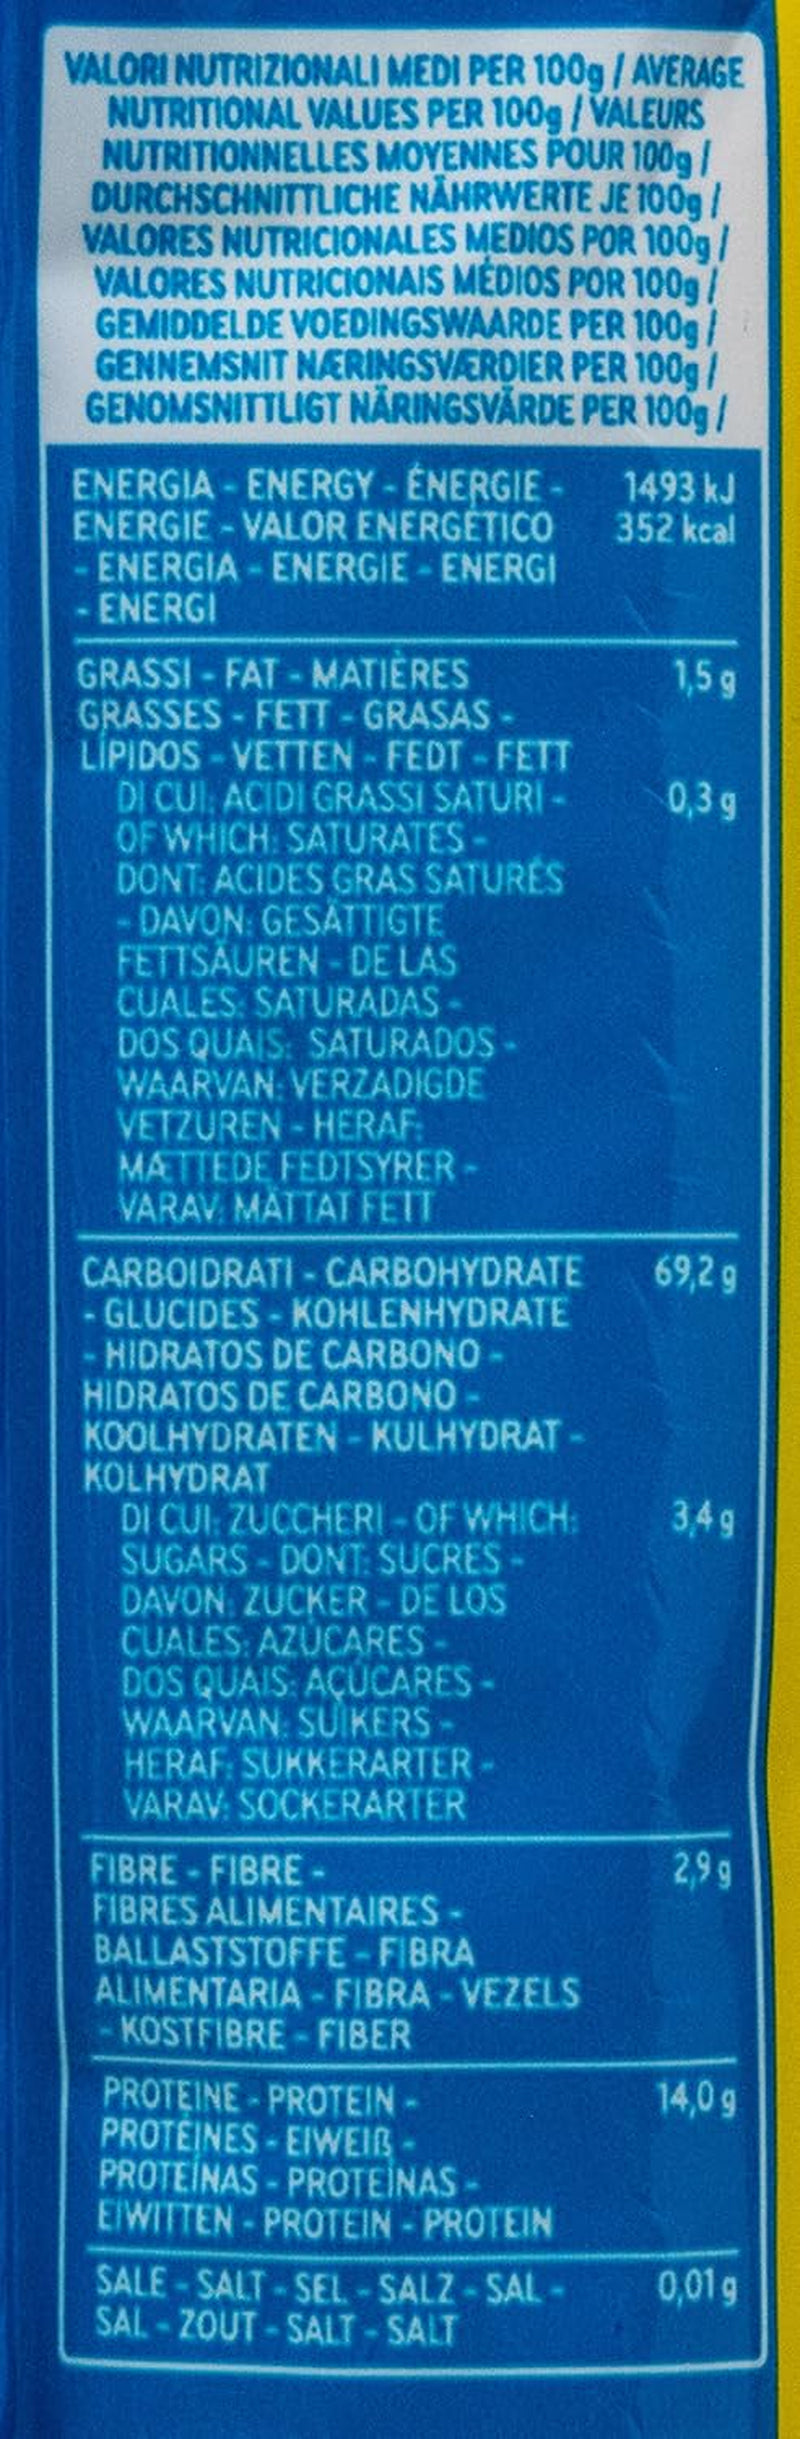 VALORI NUTRIZIONALI MEDI PER 100g / AVERAGE
NUTRITIONAL VALUES PER 100g / VALEURS
NUTRITIONNELLES MOYENNES POUR 100g /
DURCHSCHNITTLICHE NÄHRWERTE JE 100g /
VALORES NUTRICIONALES MEDIOS POR 100g /
VALORES NUTRICIONAIS MÉDIOS POR 100g /
GEMIDDELDE VOEDINGSWAARDE PER 100g /
GENNEMSNIT NÆRINGSVÆRDIER PER 100g /
GENOMSNITTLIGT NÄRINGSVÄRDE PER 100g /
ENERGIA - ENERGY - ÉNERGIE - 1493 kJ
ENERGIE - VALOR ENERGÉTICO 352 kcal
- ENERGIA - ENERGIE - ENERGI
- ENERGI
GRASSI - FAT - MATIÈRES 1,5 g
GRASSES - FETT - GRASAS -
LÍPIDOS - VETTEN - FEDT - FETT
DI CUI: ACIDI GRASSI SATURI - 0,3 g
OF WHICH: SATURATES -
DONT: ACIDES GRAS SATURÉS
- DAVON: GESÄTTIGTE
FETTSÄUREN - DE LAS
CUALES: SATURADAS -
DOS QUAIS: SATURADOS -
WAARVAN: VERZADIGDE
VETZUREN - HERAF:
MÆTTEDE FEDTSYRER -
VARAV: MÄTTAT FETT
CARBOIDRATI - CARBOHYDRATE 69,2 g
- GLUCIDES - KOHLENHYDRATE
- HIDRATOS DE CARBONO -
HIDRATOS DE CARBONO -
KOOLHYDRATEN - KULHYDRAT -
KOLHYDRAT
DI CUI: ZUCCHERI - OF WHICH: 3,4 g
SUGARS - DONT: SUCRES -
DAVON: ZUCKER - DE LOS
CUALES: AZÚCARES -
DOS QUAIS: AÇÚCARES -
WAARVAN: SUIKERS -
HERAF: SUKKERARTER -
VARAV: SOCKERARTER
FIBRE - FIBRE - 2,9 g
FIBRES ALIMENTAIRES -
BALLASTSTOFFE - FIBRA
ALIMENTARIA - FIBRA - VEZELS
- KOSTFIBRE - FIBER
PROTEINE - PROTEIN - 14,0 g
PROTÉINES - EIWEIß -
PROTEÍNAS - PROTEÍNAS -
EIWITTEN - PROTEIN - PROTEIN
SALE - SALT - SEL - SALZ - SAL - 0,01 g
SAL - ZOUT - SALT - SALT